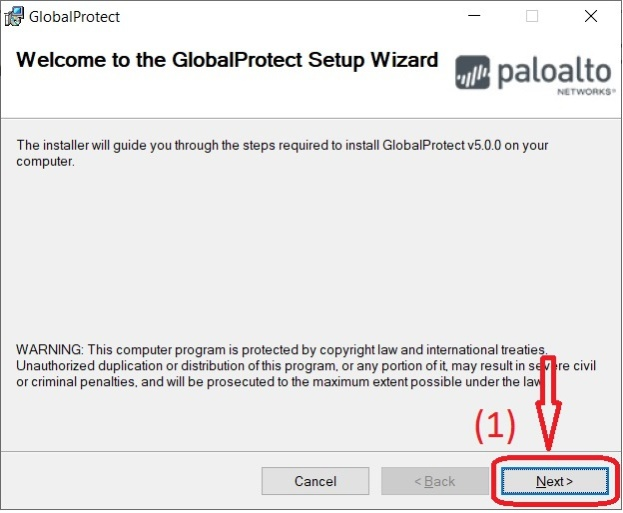 GlobalProtect
Welcome to the GlobalProtect Setup Wizard
paloalto
NETWORKS®
The installer will guide you through the steps required to install GlobalProtect v5.0.0 on your
computer.
WARNING: This computer program is protected by copyright law and international treaties.
Unauthorized duplication or distribution of this program, or any portion of it, may result in severe civil
or criminal penalties, and will be prosecuted to the maximum extent possible under the law.
(1)
Cancel
< Back
Next >